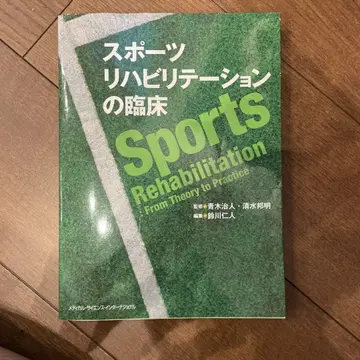 スポーツ
リハビリテーション
の臨床
Sports
Rehabilitation
From Theory to Practice
監修●青木治人・清水邦明
編集●鈴川仁人
メディカル・サイエンス・インターナショナル